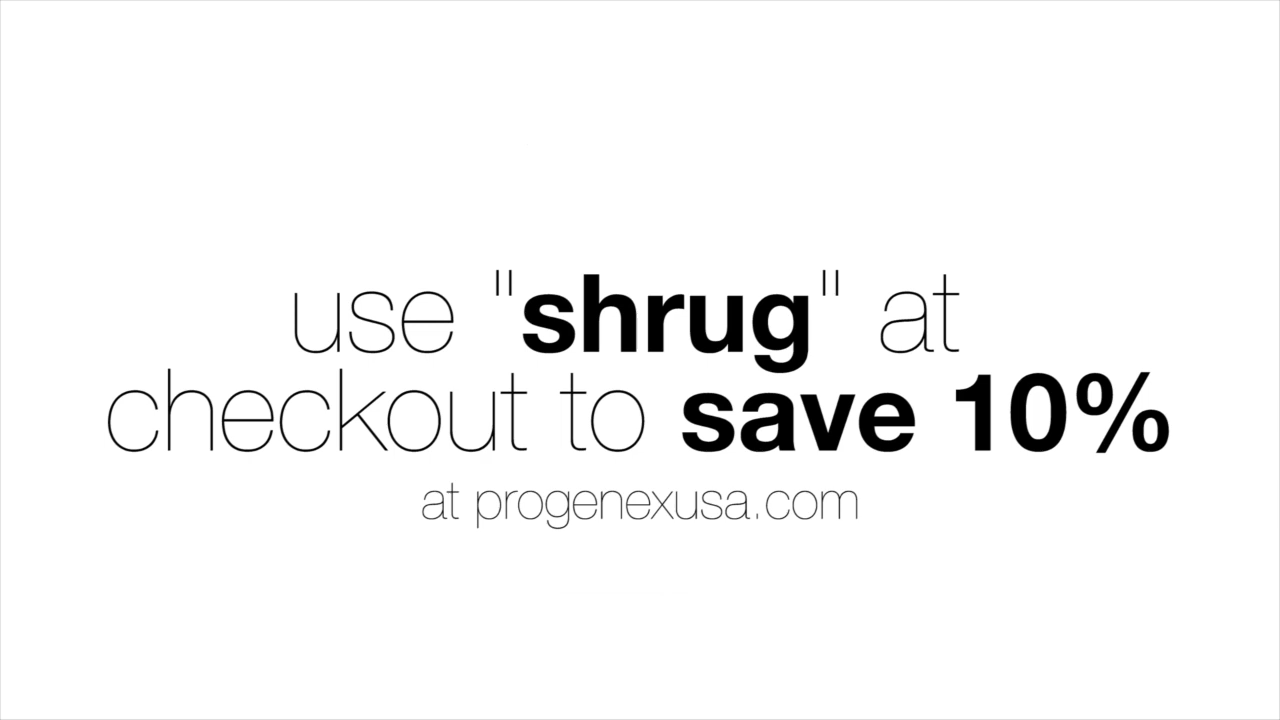 use "shrug" at
checkout to save 10%
at progenexusa.com